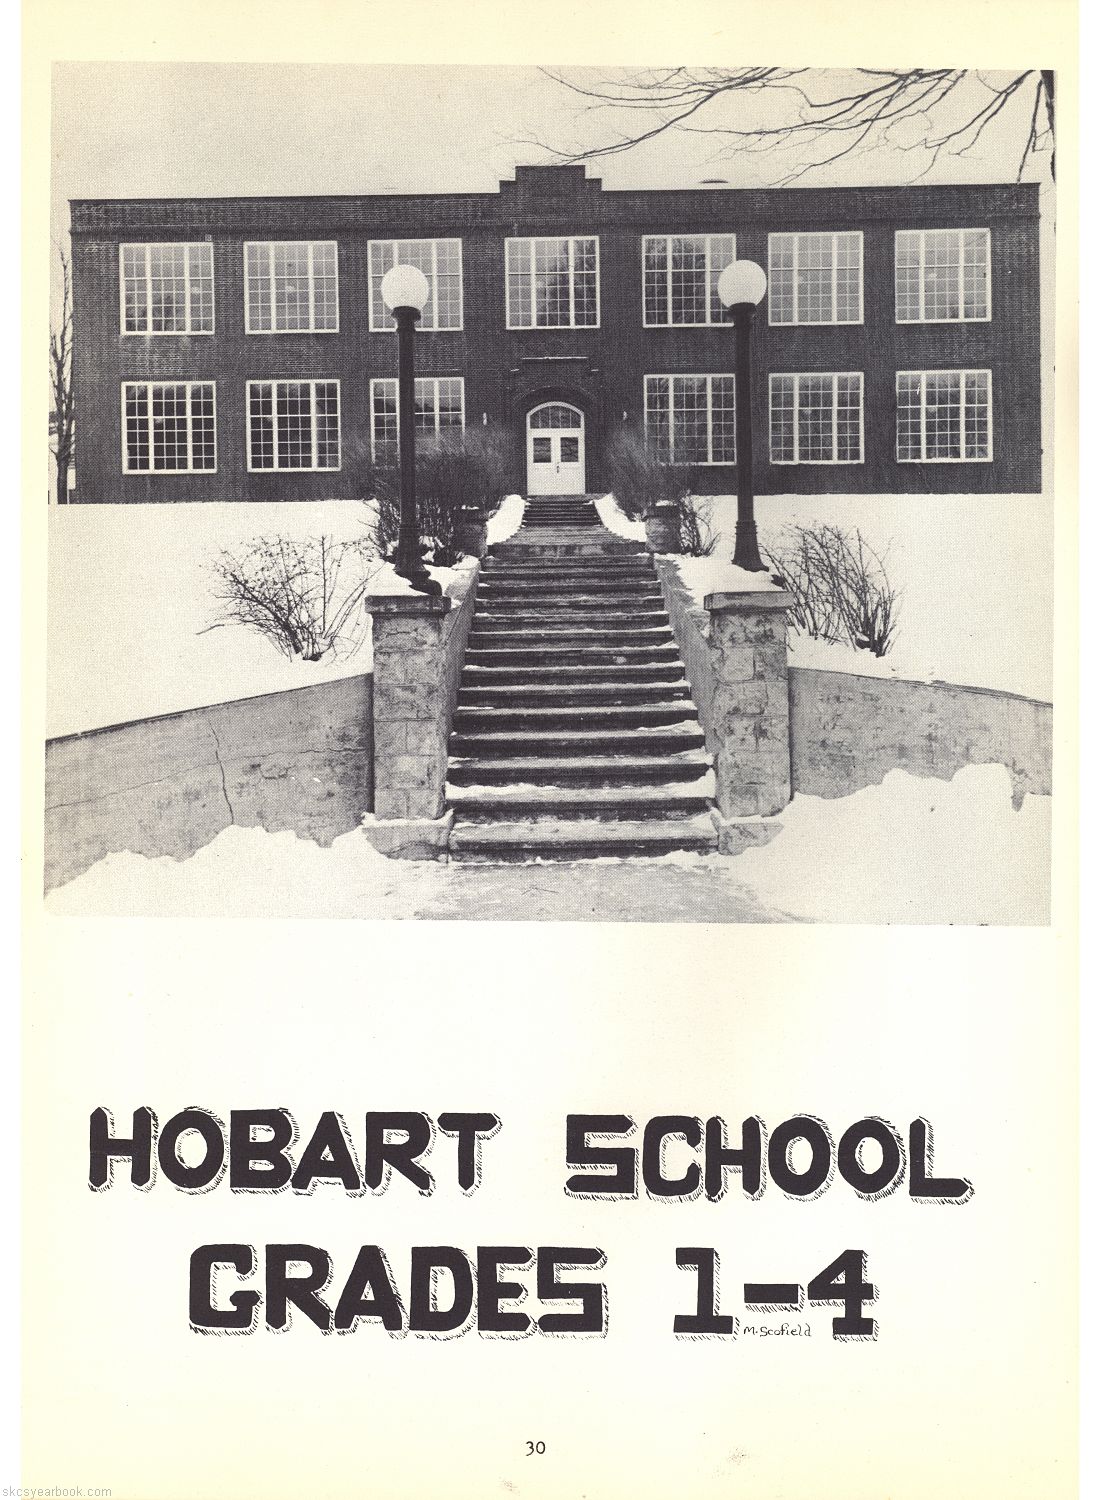 HOBART SCHOOL
GRADES 1-4
M. Scofield
30
skcsyearbook.com